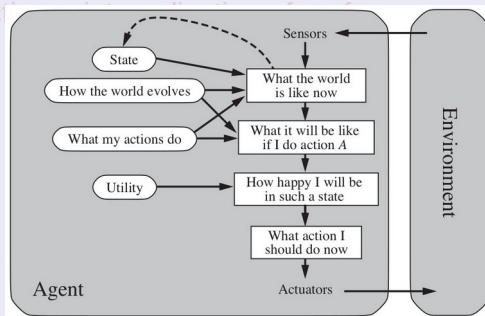 Sensors
State
What the world
is like now
How the world evolves
What my actions do
What it will be like
if I do action A
Utility
How happy I will be
in such a state
What action I
should do now
Agent
Actuators
Environment